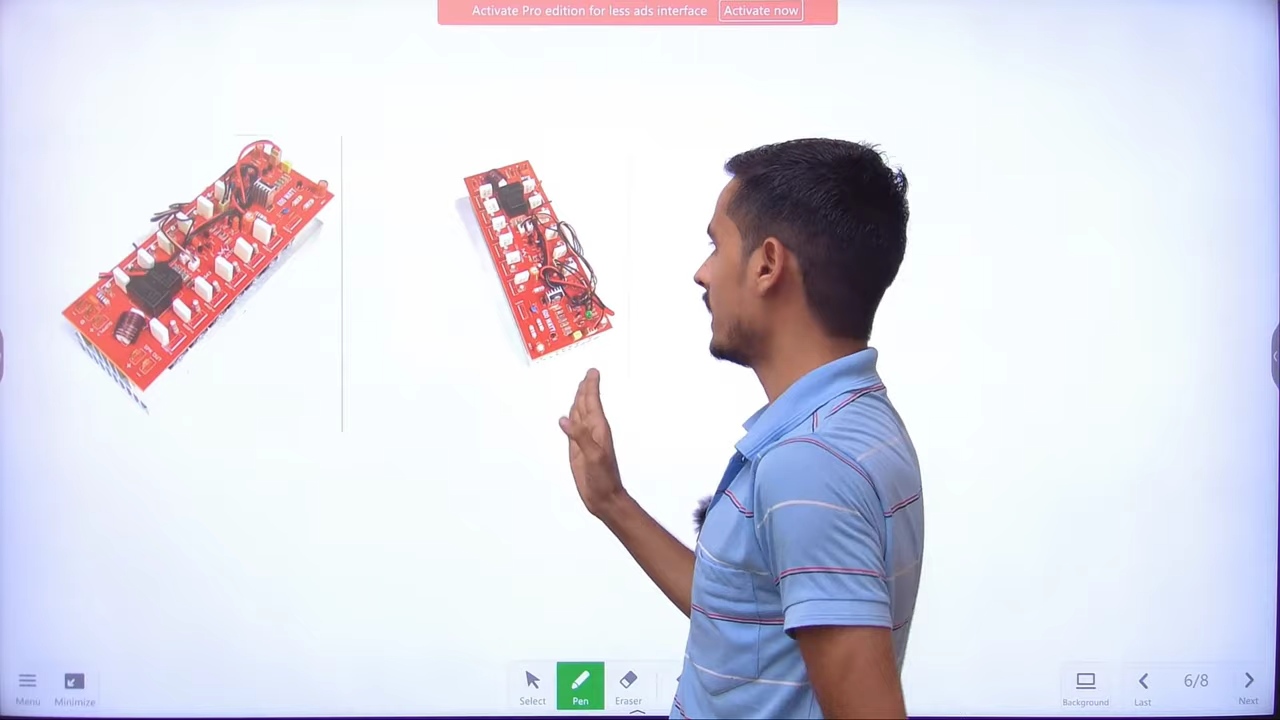 Activate Pro edition for less ads interface Activate now
Menu
Minimize
Select
Pen
Eraser
Background
Last
6/8
Next